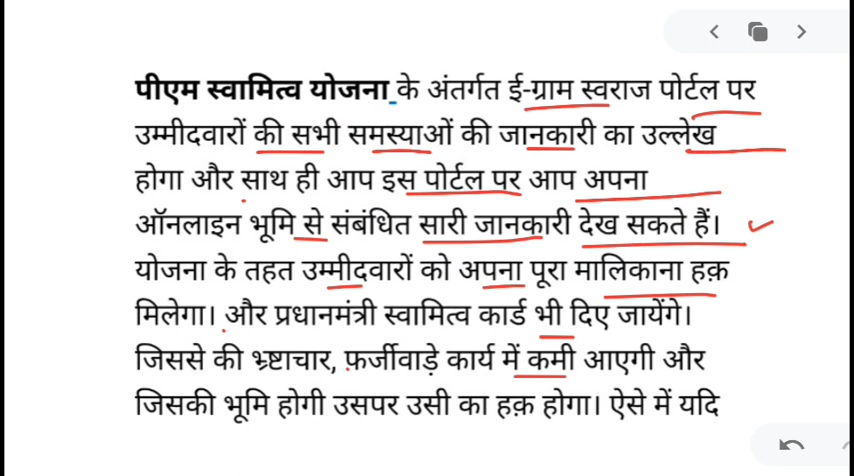 पीएम स्वामित्व योजना के अंतर्गत ई-ग्राम स्वराज पोर्टल पर
उम्मीदवारों की सभी समस्याओं की जानकारी का उल्लेख
होगा और साथ ही आप इस पोर्टल पर आप अपना
ऑनलाइन भूमि से संबंधित सारी जानकारी देख सकते हैं।
योजना के तहत उम्मीदवारों को अपना पूरा मालिकाना हक़
मिलेगा। और प्रधानमंत्री स्वामित्व कार्ड भी दिए जायेंगे।
जिससे की भ्रष्टाचार, फ़र्जीवाड़े कार्य में कमी आएगी और
जिसकी भूमि होगी उसपर उसी का हक़ होगा। ऐसे में यदि